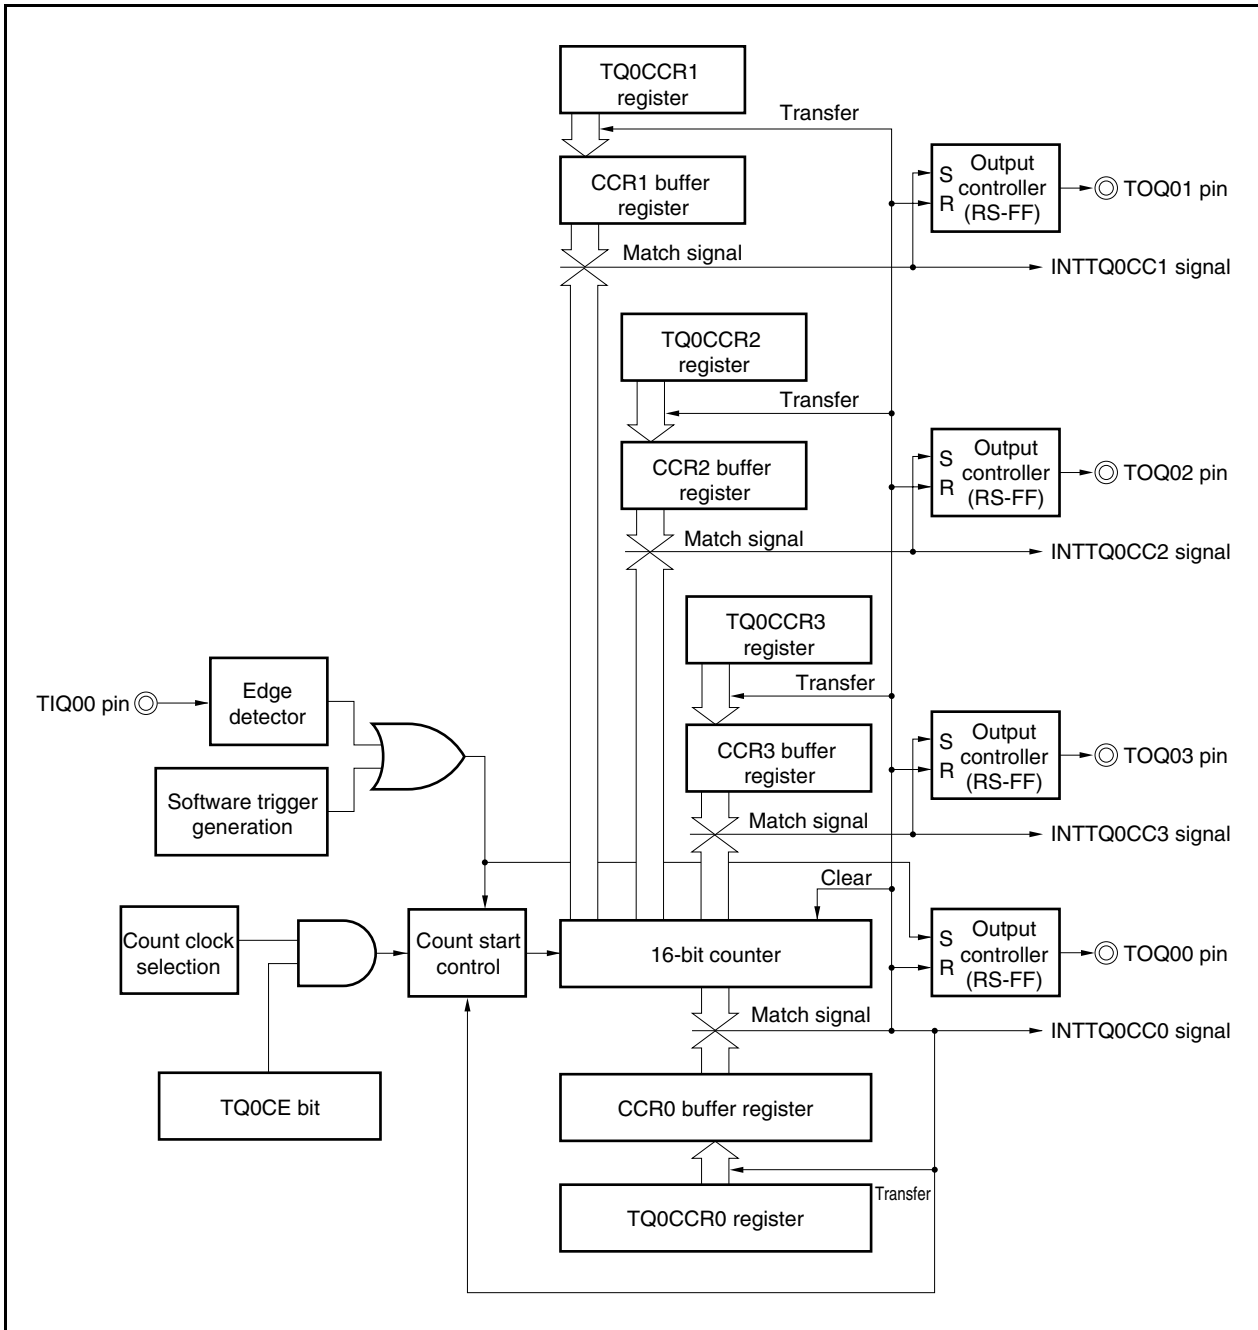 TQ0CCR1
register
Transfer
CCR1 buffer
register
S
R
Output
controller
(RS-FF)
TOQ01 pin
Match signal
INTTQ0CC1 signal
TQ0CCR2
register
Transfer
CCR2 buffer
register
S
R
Output
controller
(RS-FF)
TOQ02 pin
Match signal
INTTQ0CC2 signal
TQ0CCR3
register
Transfer
TIQ00 pin
Edge
detector
CCR3 buffer
register
S
R
Output
controller
(RS-FF)
TOQ03 pin
Software trigger
generation
Match signal
INTTQ0CC3 signal
Clear
Count clock
selection
Count start
control
16-bit counter
S
R
Output
controller
(RS-FF)
TOQ00 pin
Match signal
INTTQ0CC0 signal
TQ0CE bit
CCR0 buffer register
Transfer
TQ0CCR0 register